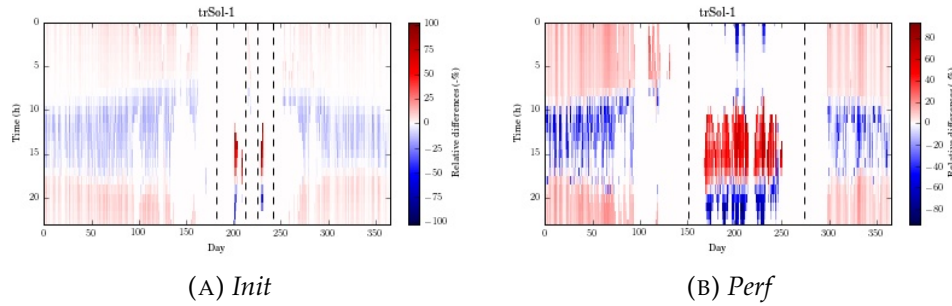 trSol-1
0
5
10
15
20
Time (h)
0 50 100 150 200 250 300 350
Day
100
75
50
25
0
−25
−50
−75
−100
Relative differences (-%)
(A) Init
trSol-1
0
5
10
15
20
Time (h)
0 50 100 150 200 250 300 350
Day
80
60
40
20
0
−20
−40
−60
−80
Relative differences (-%)
(B) Perf